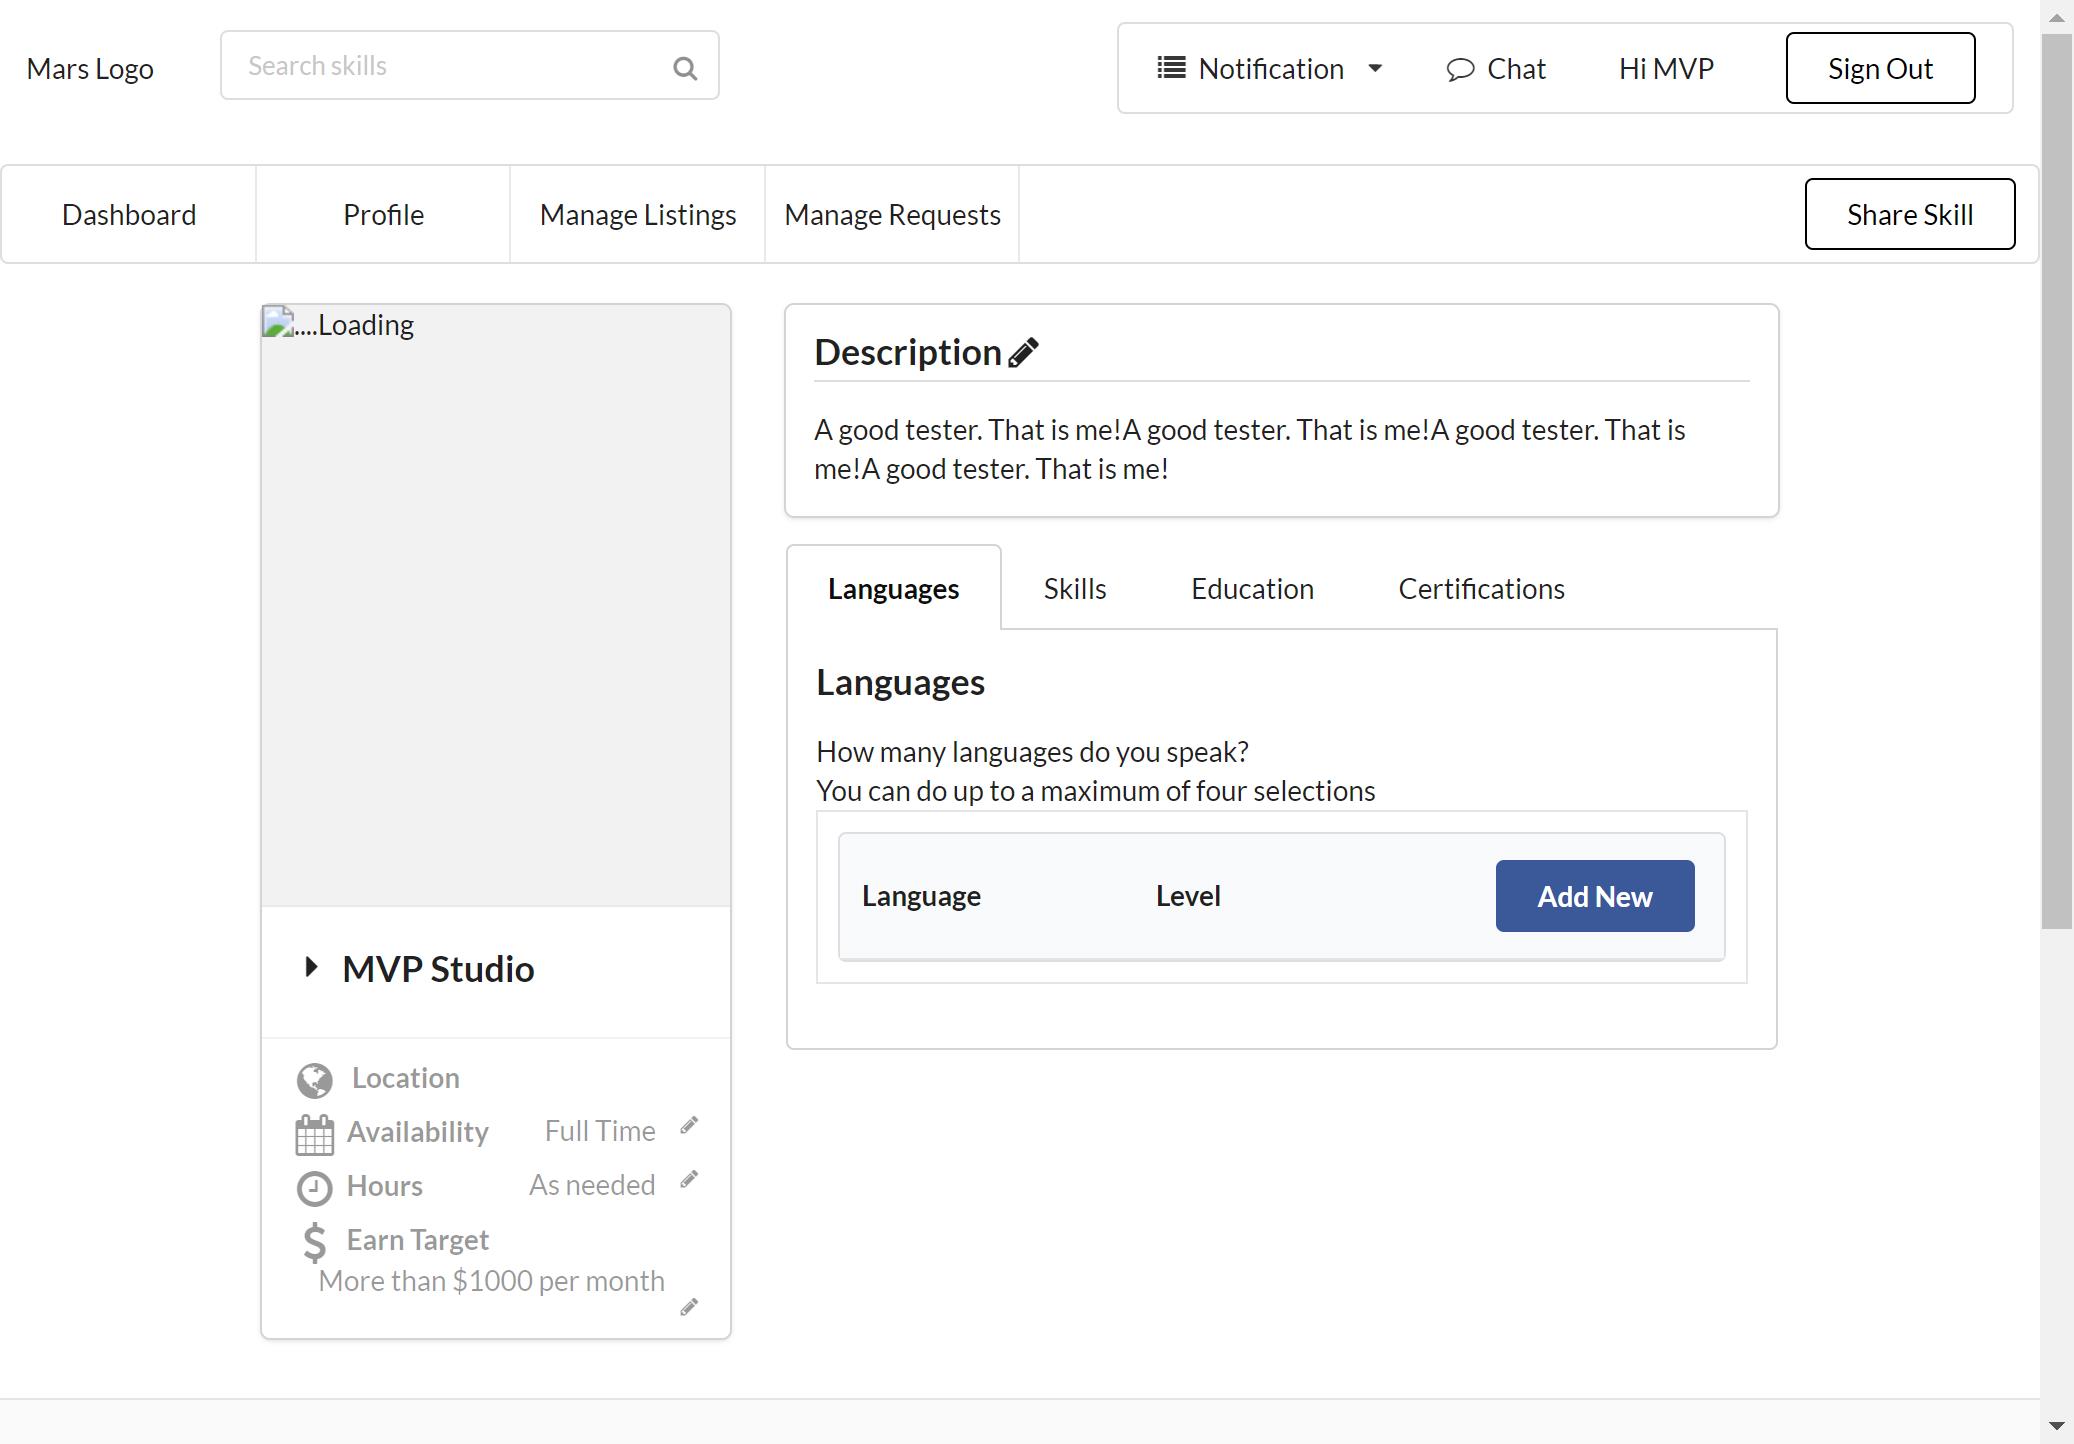 Mars Logo
Search skills
Notification
Chat
Hi MVP
Sign Out
Dashboard
Profile
Manage Listings
Manage Requests
Share Skill
....Loading
MVP Studio
Location
Availability
Full Time
Hours
As needed
Earn Target
More than $1000 per month
Description
A good tester. That is me!A good tester. That is me!A good tester. That is
me!A good tester. That is me!
Languages
Skills
Education
Certifications
Languages
How many languages do you speak?
You can do up to a maximum of four selections
Language
Level
Add New